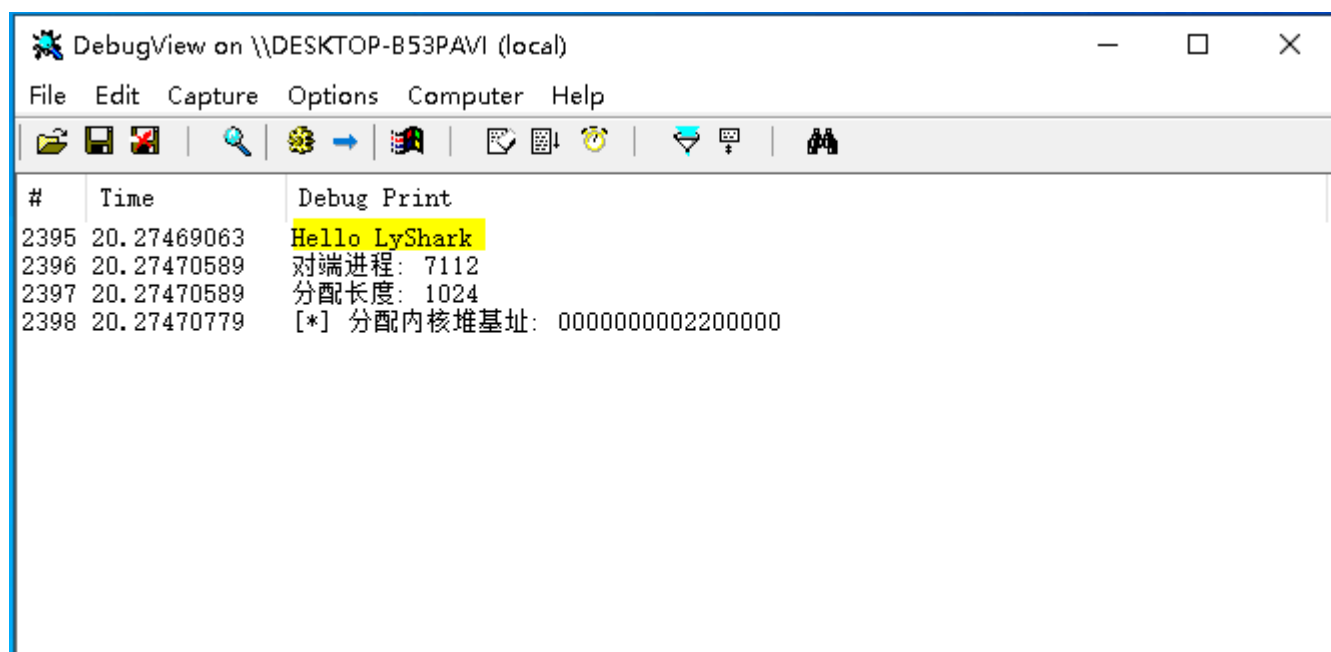 DebugView on \\DESKTOP-B53PAVI (local)
File Edit Capture Options Computer Help
# Time Debug Print
2395 20.27469063 Hello LyShark
2396 20.27470589 对端进程: 7112
2397 20.27470589 分配长度: 1024
2398 20.27470779 [*] 分配内核堆基址: 0000000002200000